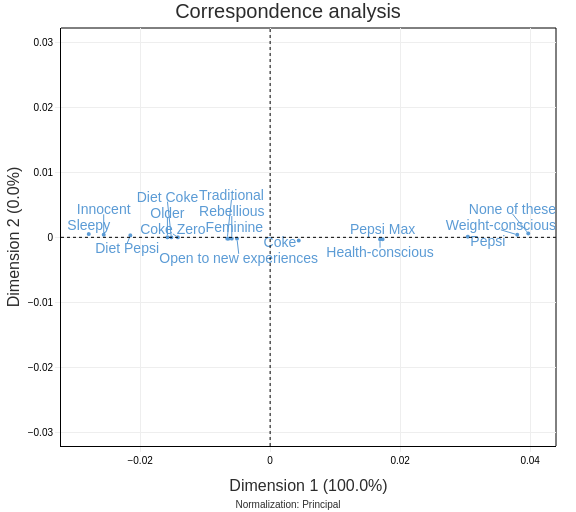 Correspondence analysis
0.03
0.02
0.01
0
−0.01
−0.02
−0.03
Dimension 2 (0.0%)
Innocent
Sleepy
Diet Pepsi
Diet Coke
Older
Coke Zero
Traditional
Rebellious
Feminine
Coke
Open to new experiences
Pepsi Max
Health-conscious
None of these
Weight-conscious
Pepsi
−0.02
0
0.02
0.04
Dimension 1 (100.0%)
Normalization: Principal